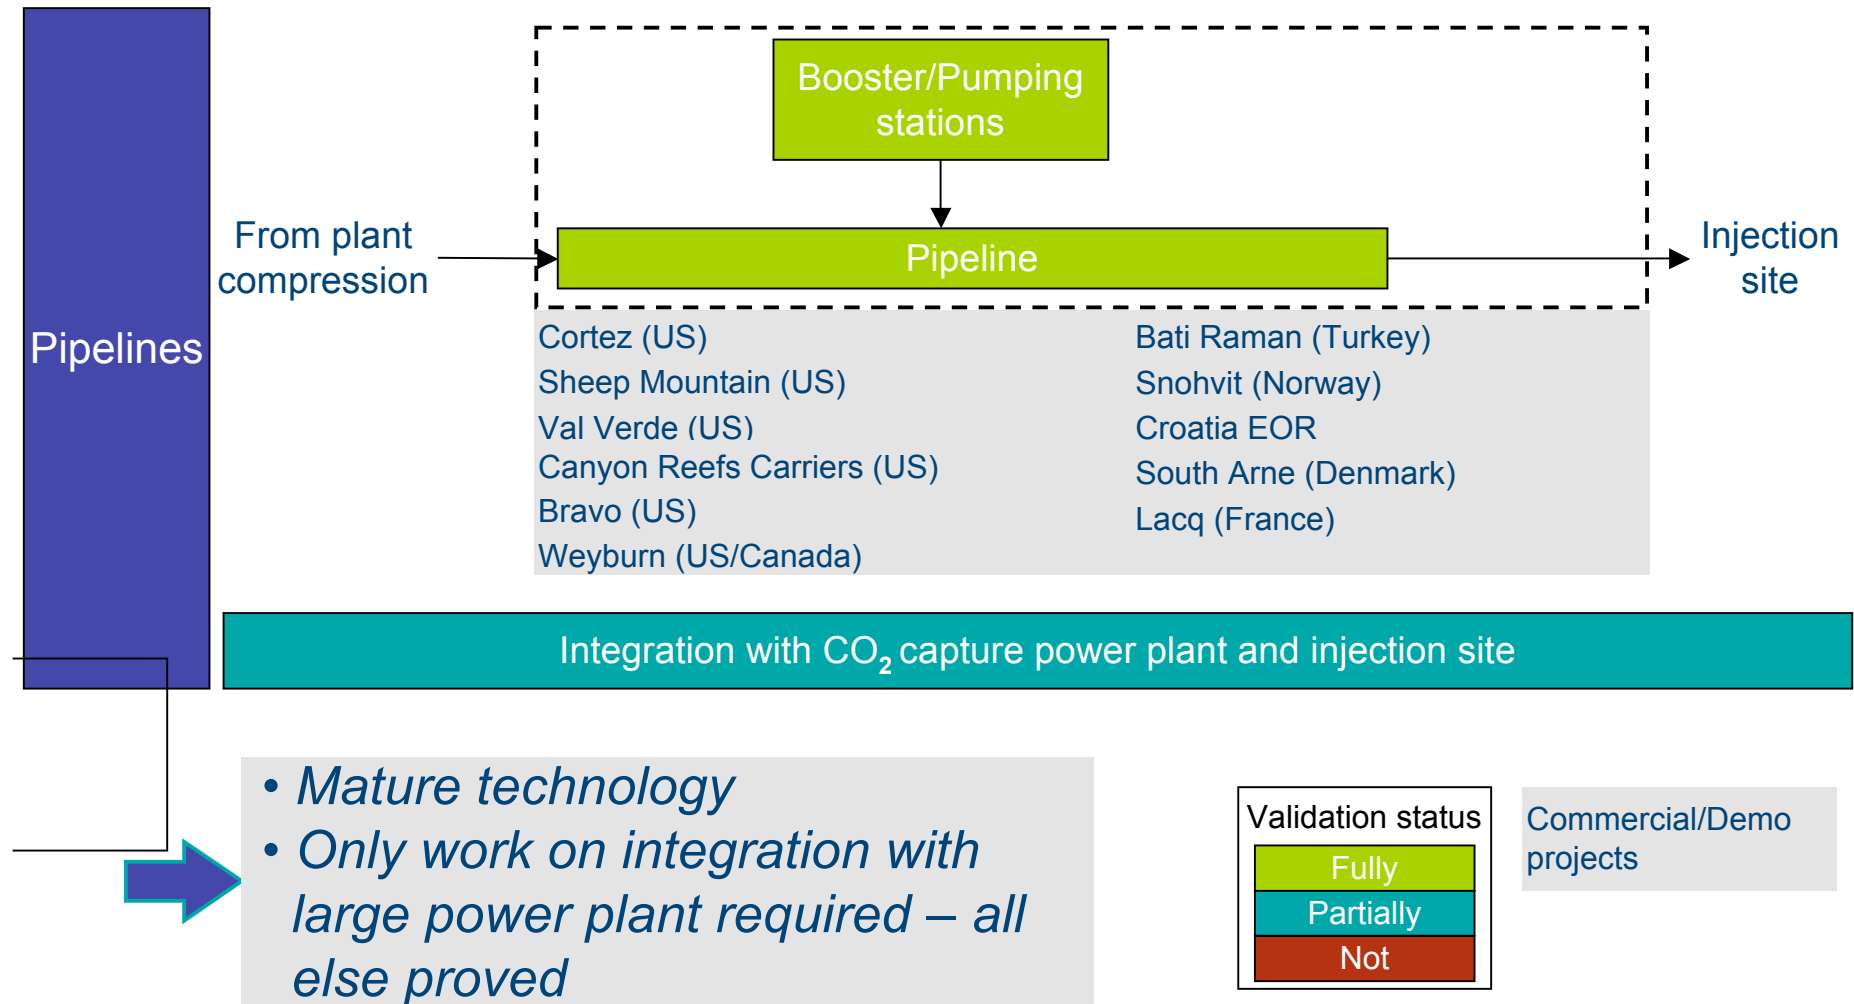 Pipelines
Booster/Pumping
stations
From plant
compression
Pipeline
Injection
site
Cortez (US)
Sheep Mountain (US)
Val Verde (US)
Canyon Reefs Carriers (US)
Bravo (US)
Weyburn (US/Canada)
Bati Raman (Turkey)
Snohvit (Norway)
Croatia EOR
South Arne (Denmark)
Lacq (France)
Integration with CO₂ capture power plant and injection site
• Mature technology
• Only work on integration with
large power plant required – all
else proved
Validation status
Fully
Partially
Not
Commercial/Demo
projects